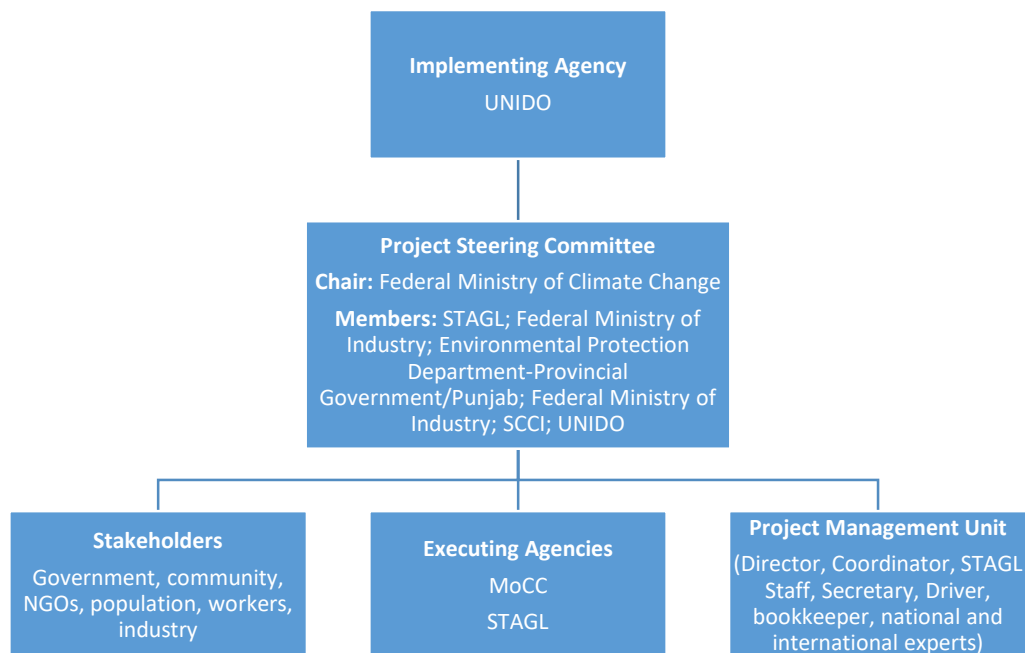 Implementing Agency
UNIDO
Project Steering Committee
Chair: Federal Ministry of Climate Change
Members: STAGL; Federal Ministry of
Industry; Environmental Protection
Department-Provincial
Government/Punjab; Federal Ministry of
Industry; SCCI; UNIDO
Stakeholders
Government, community,
NGOs, population, workers,
industry
Executing Agencies
MoCC
STAGL
Project Management Unit
(Director, Coordinator, STAGL
Staff, Secretary, Driver,
bookkeeper, national and
international experts)